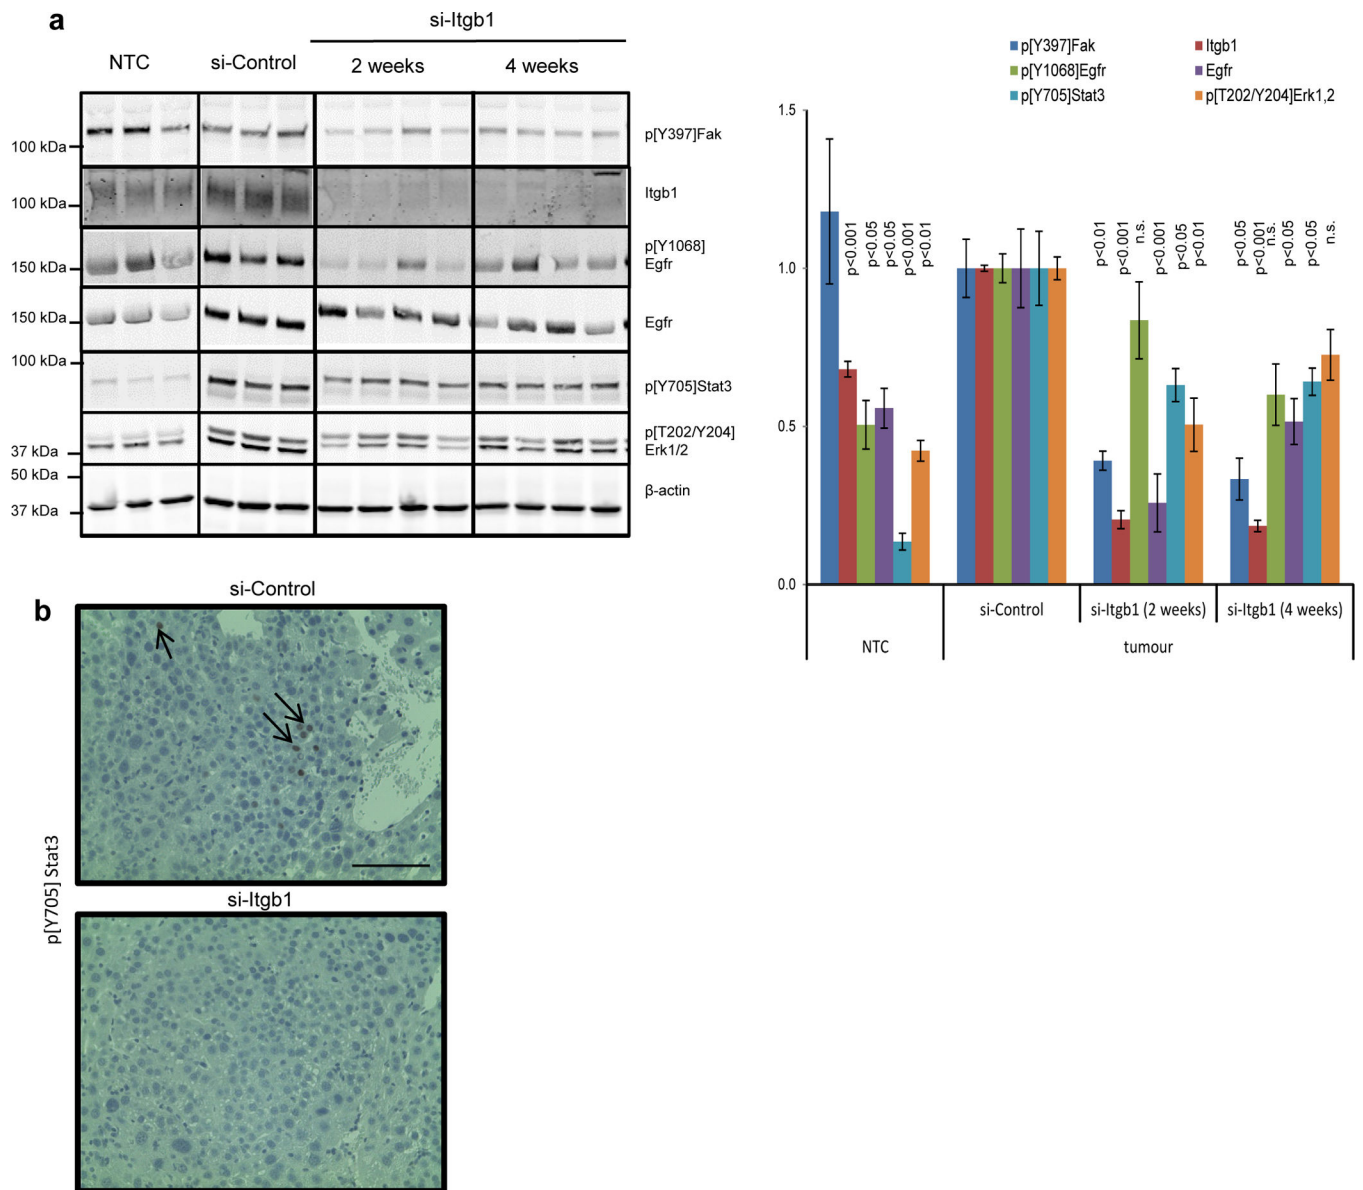 a
si-Itgb1
NTC
si-Control
2 weeks
4 weeks
100 kDa
p[Y397]Fak
100 kDa
Itgb1
150 kDa
p[Y1068]
Egfr
150 kDa
Egfr
100 kDa
p[Y705]Stat3
37 kDa
p[T202/Y204]
Erk1/2
50 kDa
37 kDa
β-actin
p[Y397]Fak
Itgb1
p[Y1068]Egfr
Egfr
p[Y705]Stat3
p[T202/Y204]Erk1,2
1.5
1.0
0.5
0.0
p<0.001
p<0.05
p<0.05
p<0.001
p<0.01
p<0.01
p<0.001
n.s.
p<0.001
p<0.05
p<0.01
p<0.05
p<0.001
n.s.
p<0.05
p<0.05
n.s.
si-Control
si-Itgb1 (2 weeks)
si-Itgb1 (4 weeks)
NTC
tumour
b
si-Control
p[Y705] Stat3
si-Itgb1